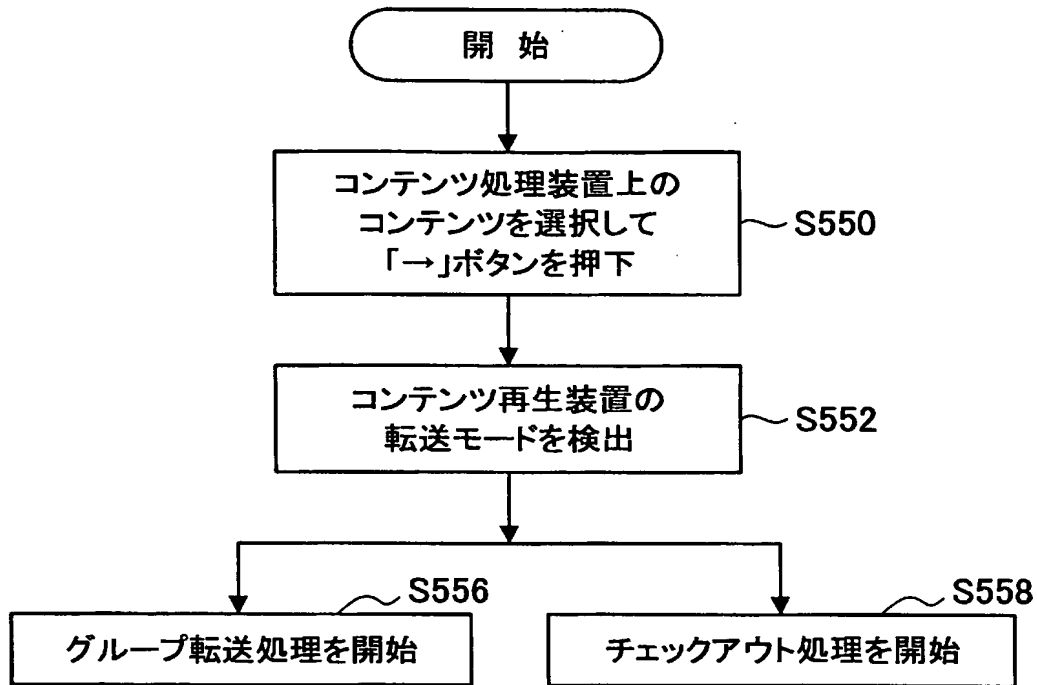 開 始
コンテンツ処理装置上の
コンテンツを選択して
「→」ボタンを押下
S550
コンテンツ再生装置の
転送モードを検出
S552
S556
グループ転送処理を開始
S558
チェックアウト処理を開始